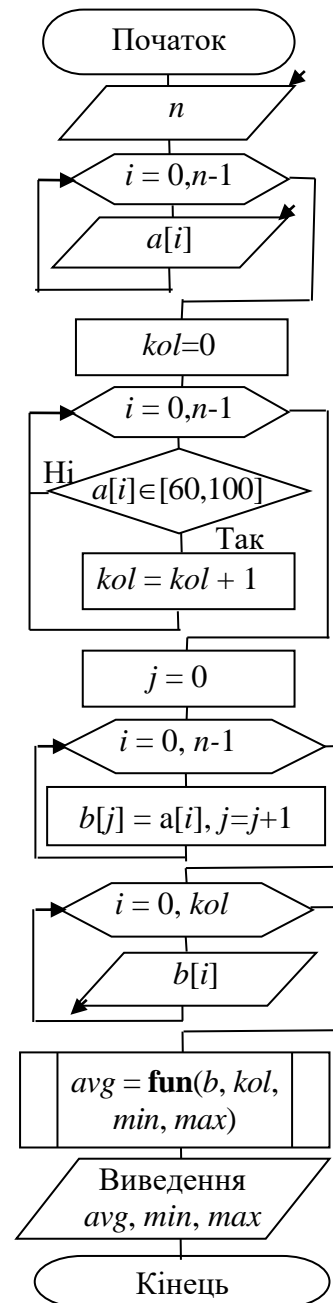 Початок
n
i = 0,n-1
a[i]
kol=0
i = 0,n-1
Ні
a[i]∈[60,100]
Так
kol = kol + 1
j = 0
i = 0, n-1
b[j] = a[i], j=j+1
i = 0, kol
b[i]
avg = fun(b, kol,
min, max)
Виведення
avg, min, max
Кінець